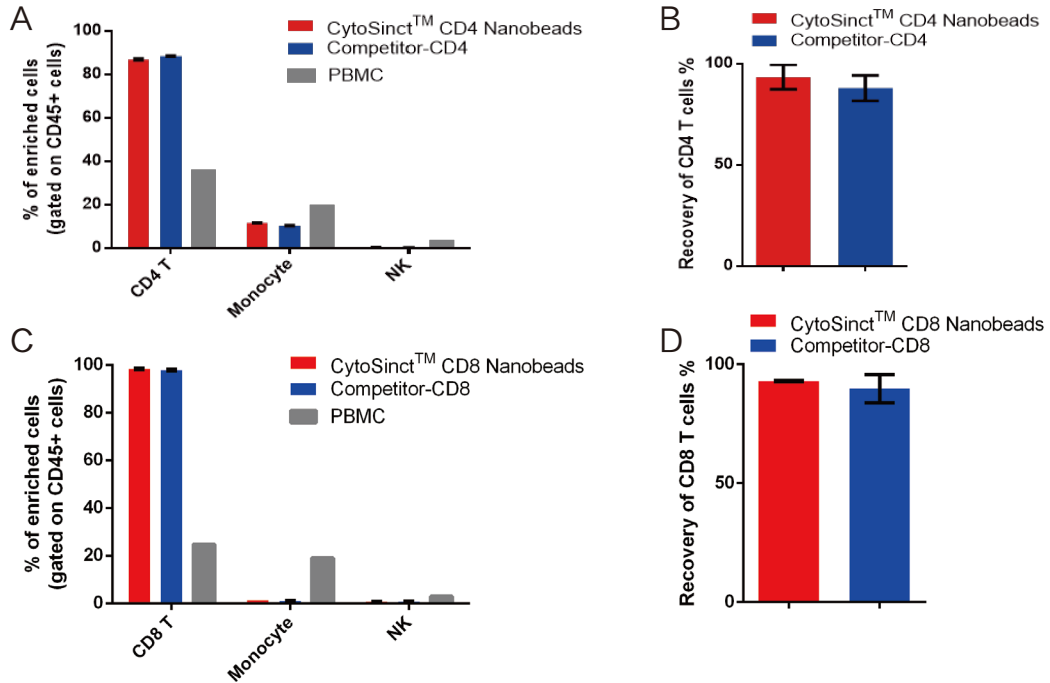 A
CytoSinct™ CD4 Nanobeads
Competitor-CD4
PBMC
% of enriched cells
(gated on CD45+ cells)
100
80
60
40
20
0
CD4 T
Monocyte
NK
B
CytoSinct™ CD4 Nanobeads
Competitor-CD4
Recovery of CD4 T cells %
100
50
0
C
CytoSinct™ CD8 Nanobeads
Competitor-CD8
PBMC
% of enriched cells
(gated on CD45+ cells)
100
80
60
40
20
0
CD8 T
Monocyte
NK
D
CytoSinct™ CD8 Nanobeads
Competitor-CD8
Recovery of CD8 T cells %
100
50
0